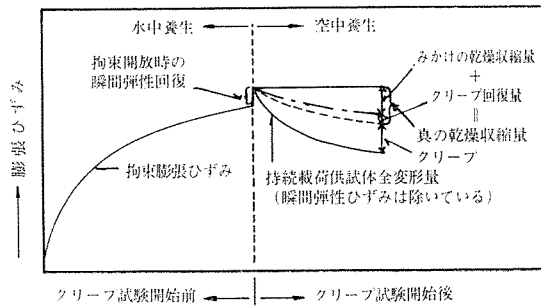 水中養生
空中養生
拘束開放時の
瞬間弾性回復
みかけの乾燥収縮量
+
クリープ回復量
||
真の乾燥収縮量
クリープ
膨張ひずみ
拘束膨張ひずみ
持続載荷供試体全変形量
(瞬間弾性ひずみは除いている)
クリープ試験開始前
クリープ試験開始後